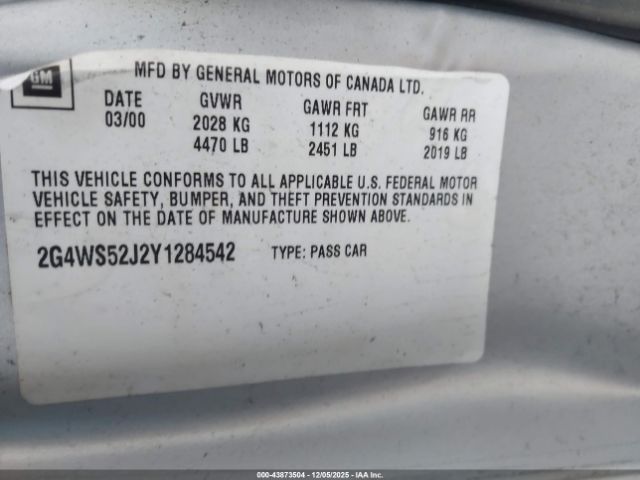 GM
MFD BY GENERAL MOTORS OF CANADA LTD.
DATE GVWR GAWR FRT GAWR RR
03/00 2028 KG 1112 KG 916 KG
4470 LB 2451 LB 2019 LB
THIS VEHICLE CONFORMS TO ALL APPLICABLE U.S. FEDERAL MOTOR
VEHICLE SAFETY, BUMPER, AND THEFT PREVENTION STANDARDS IN
EFFECT ON THE DATE OF MANUFACTURE SHOWN ABOVE.
2G4WS52J2Y1284542 TYPE: PASS CAR
000-43873504 - 12/05/2025 - IAA Inc.